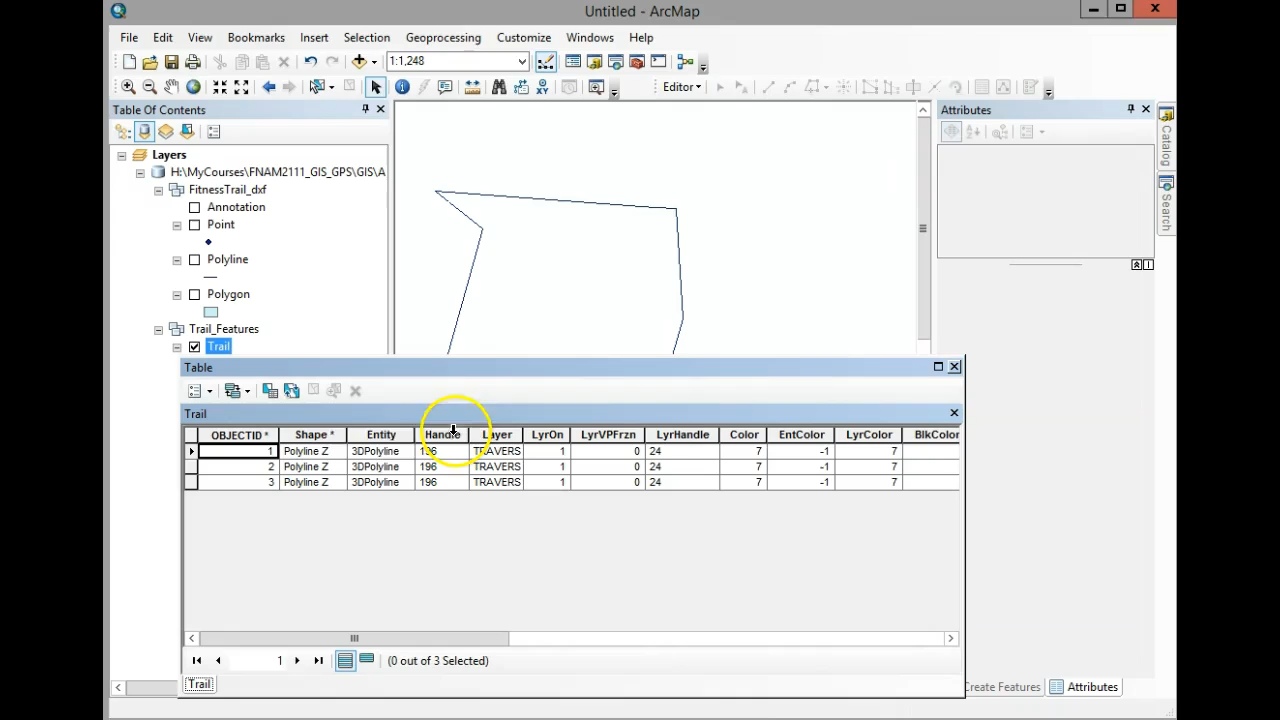 Untitled - ArcMap
File Edit View Bookmarks Insert Selection Geoprocessing Customize Windows Help
1:1,248
Editor
Table Of Contents
Attributes
Layers
H:\MyCourses\FNAM2111_GIS_GPS\GIS\A
FitnessTrail_dxf
Annotation
Point
Polyline
Polygon
Trail_Features
Trail
Catalog
Search
Table
Trail
OBJECTID * Shape * Entity Handle Layer LyrOn LyrVPFrzn LyrHandle Color EntColor LyrColor BlkColor
1 Polyline Z 3DPolyline 196 TRAVERS 1 0 24 7 -1 7
2 Polyline Z 3DPolyline 196 TRAVERS 1 0 24 7 -1 7
3 Polyline Z 3DPolyline 196 TRAVERS 1 0 24 7 -1 7
1 (0 out of 3 Selected)
Trail
Create Features Attributes